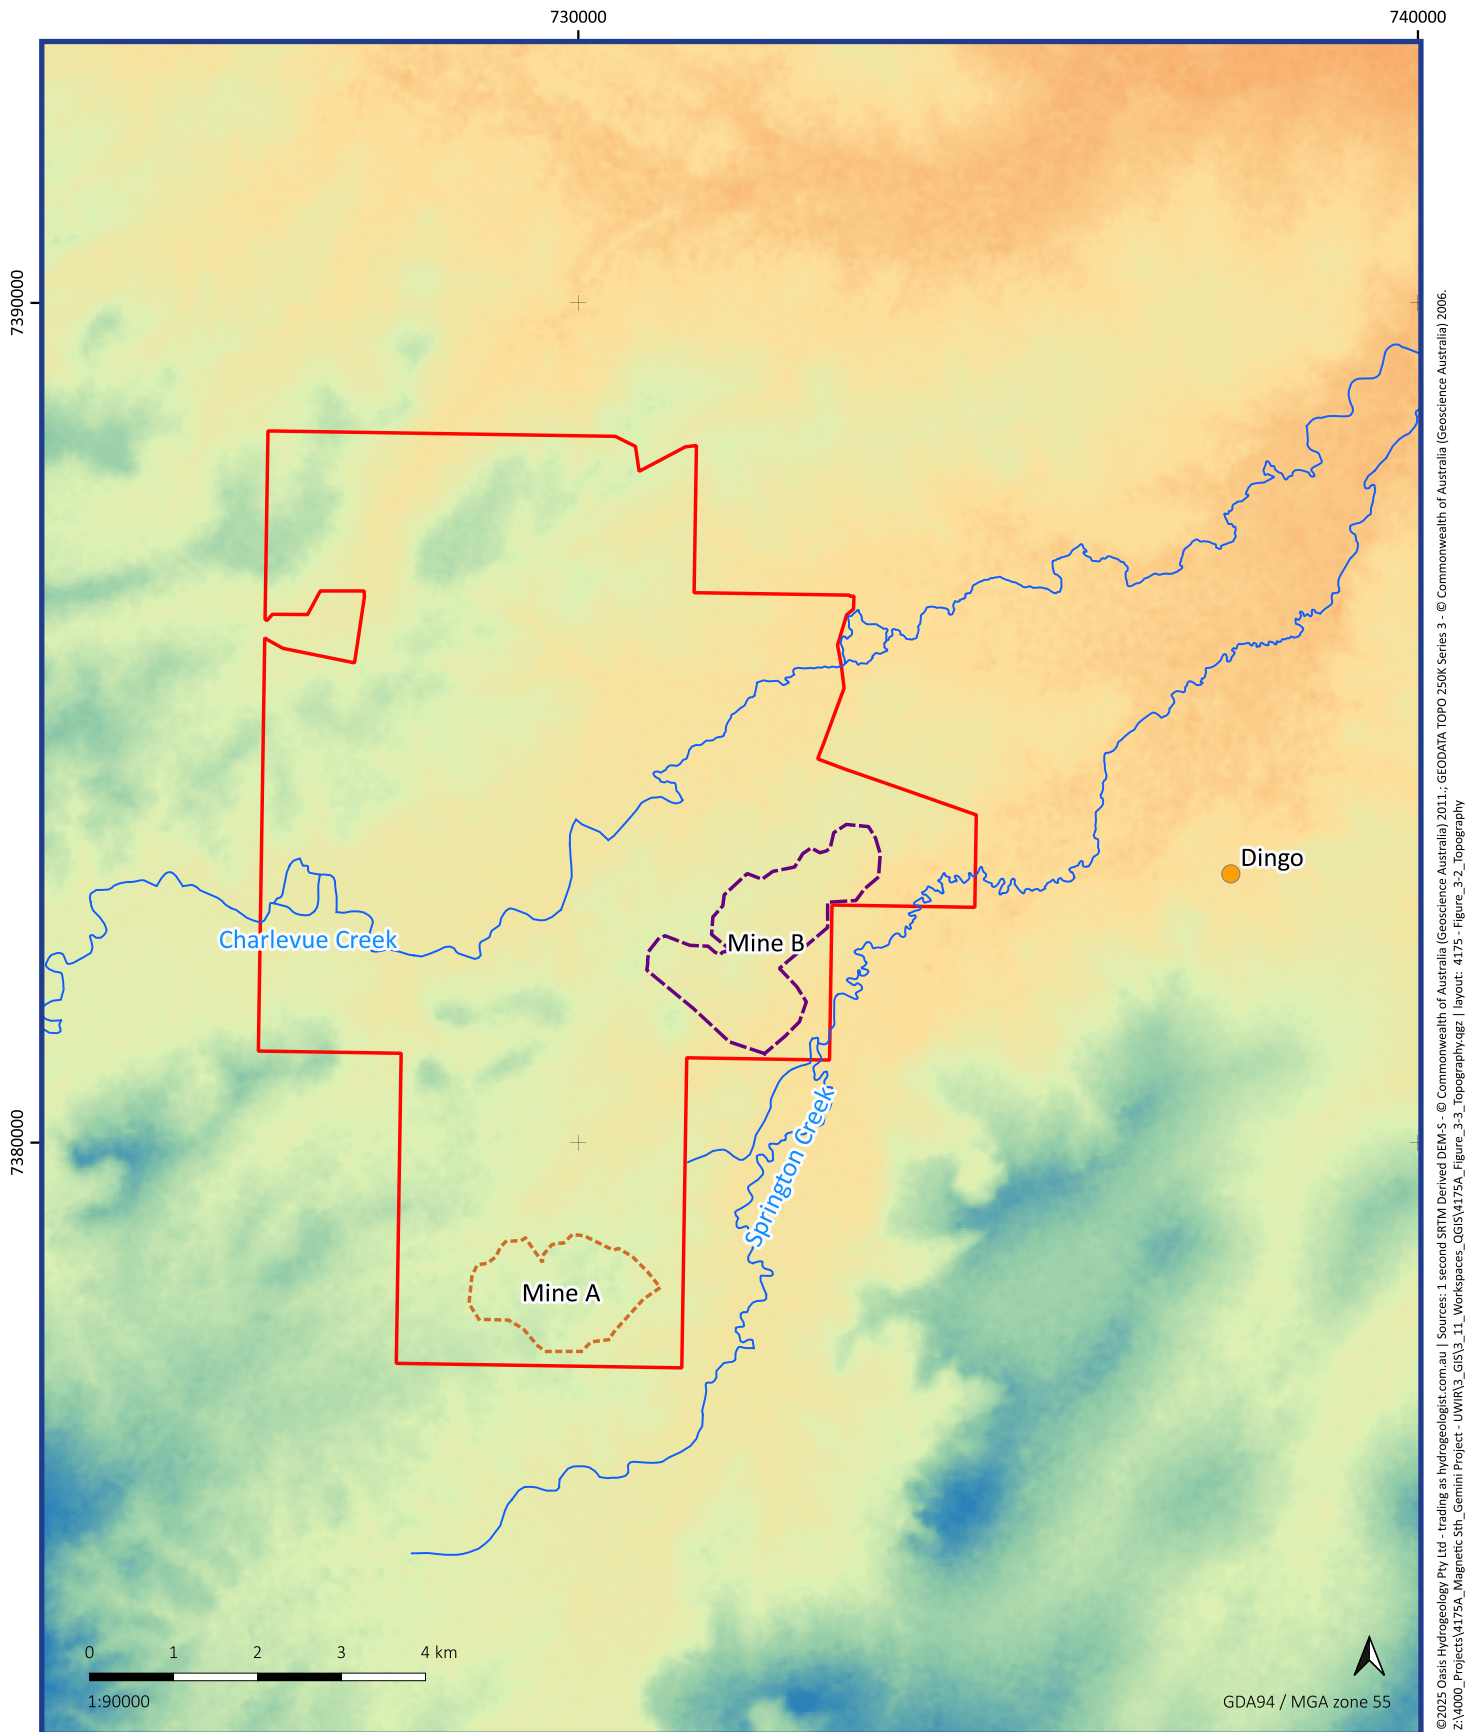 730000
740000
7390000
Dingo
Mine B
Charlevue Creek
7380000
Springton Creek
Mine A
0 1 2 3 4 km
1:90000
GDA94 / MGA zone 55
©2025 Oasis Hydrogeology Pty Ltd - trading as hydrogeologist.com.au | Sources: 1 second SRTM Derived DEM-S - © Commonwealth of Australia (Geoscience Australia) 2011.; GEODATA TOPO 250K Series 3 - © Commonwealth of Australia (Geoscience Australia) 2006.
Z:\4000_Projects\4175A_Magnetic Sth_Gemini Project - UWIR\3_GIS\3_11_Workspaces_QGIS\4175A_Figure_3-3_Topography.qgz | layout: 4175 - Figure_3-2_Topography